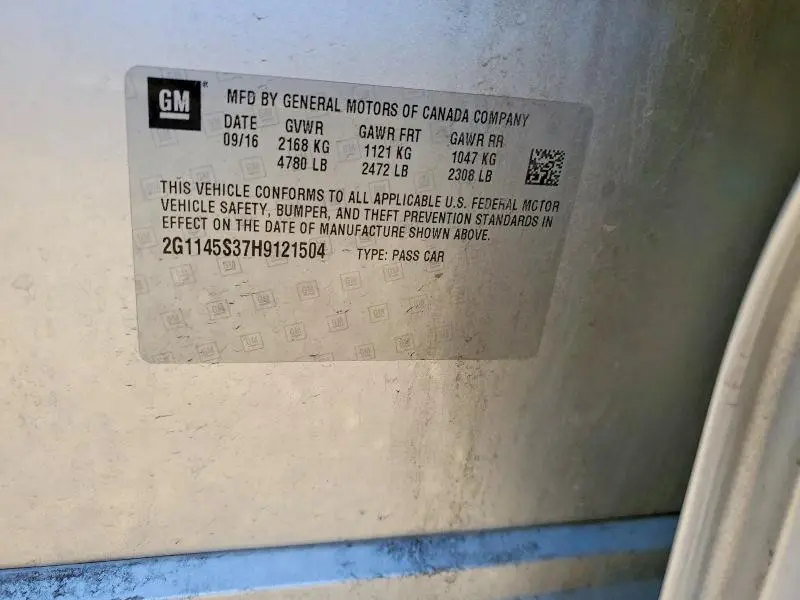 GM
MFD BY GENERAL MOTORS OF CANADA COMPANY
DATE GVWR GAWR FRT GAWR RR
09/16 2168 KG 1121 KG 1047 KG
4780 LB 2472 LB 2308 LB
THIS VEHICLE CONFORMS TO ALL APPLICABLE U.S. FEDERAL MOTOR
VEHICLE SAFETY, BUMPER, AND THEFT PREVENTION STANDARDS IN
EFFECT ON THE DATE OF MANUFACTURE SHOWN ABOVE.
2G1145S37H9121504 TYPE: PASS CAR